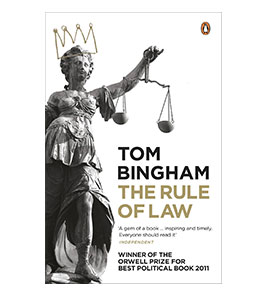 TOM
BINGHAM
THE RULE
OF LAW
'A gem of a book ... inspiring and timely.
Everyone should read it'
INDEPENDENT
WINNER OF THE
ORWELL PRIZE FOR
BEST POLITICAL BOOK 2011